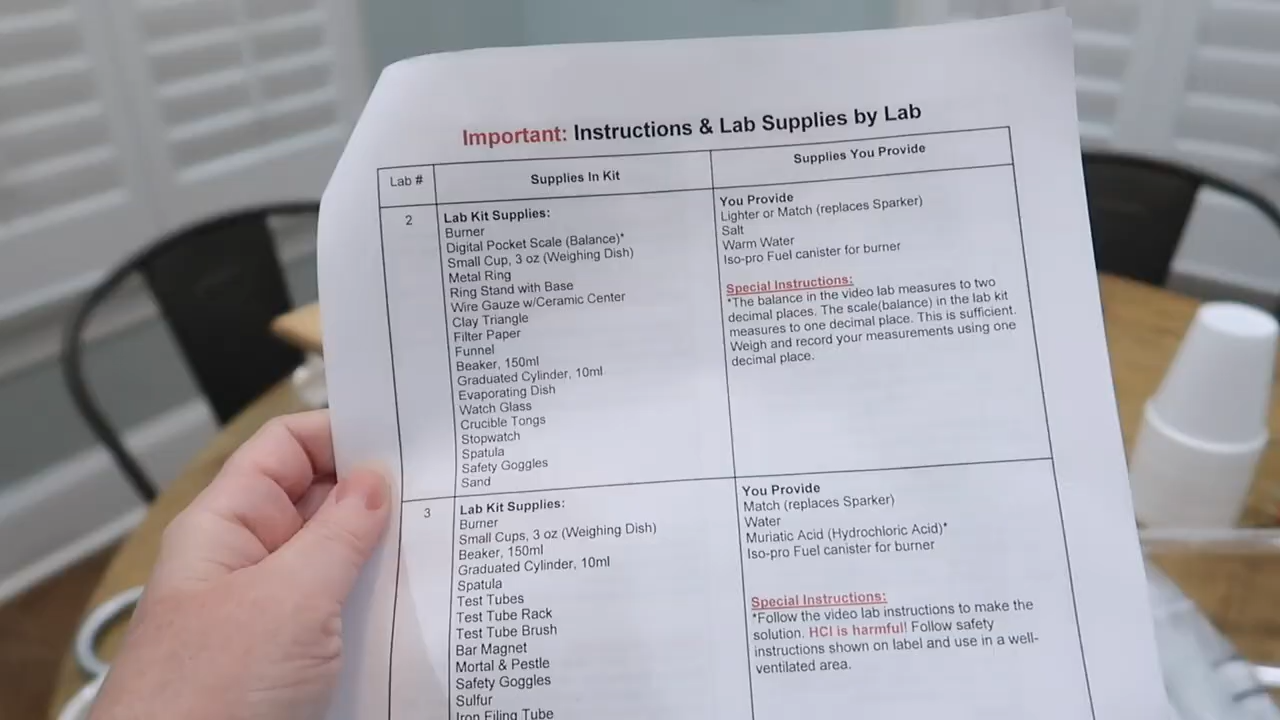 Important: Instructions & Lab Supplies by Lab
Lab #
Supplies In Kit
Supplies You Provide
2
Lab Kit Supplies:
Burner
Digital Pocket Scale (Balance)*
Small Cup, 3 oz (Weighing Dish)
Metal Ring
Ring Stand with Base
Wire Gauze w/Ceramic Center
Clay Triangle
Filter Paper
Funnel
Beaker, 150ml
Graduated Cylinder, 10ml
Evaporating Dish
Watch Glass
Crucible Tongs
Stopwatch
Spatula
Safety Goggles
Sand
You Provide
Lighter or Match (replaces Sparker)
Salt
Warm Water
Iso-pro Fuel canister for burner
Special Instructions:
*The balance in the video lab measures to two
decimal places. The scale(balance) in the lab kit
measures to one decimal place. This is sufficient.
Weigh and record your measurements using one
decimal place.
3
Lab Kit Supplies:
Burner
Small Cups, 3 oz (Weighing Dish)
Beaker, 150ml
Graduated Cylinder, 10ml
Spatula
Test Tubes
Test Tube Rack
Test Tube Brush
Bar Magnet
Mortal & Pestle
Safety Goggles
Sulfur
Iron Filing Tube
You Provide
Match (replaces Sparker)
Water
Muriatic Acid (Hydrochloric Acid)*
Iso-pro Fuel canister for burner
Special Instructions:
*Follow the video lab instructions to make the
solution. HCl is harmful! Follow safety
instructions shown on label and use in a well-
ventilated area.